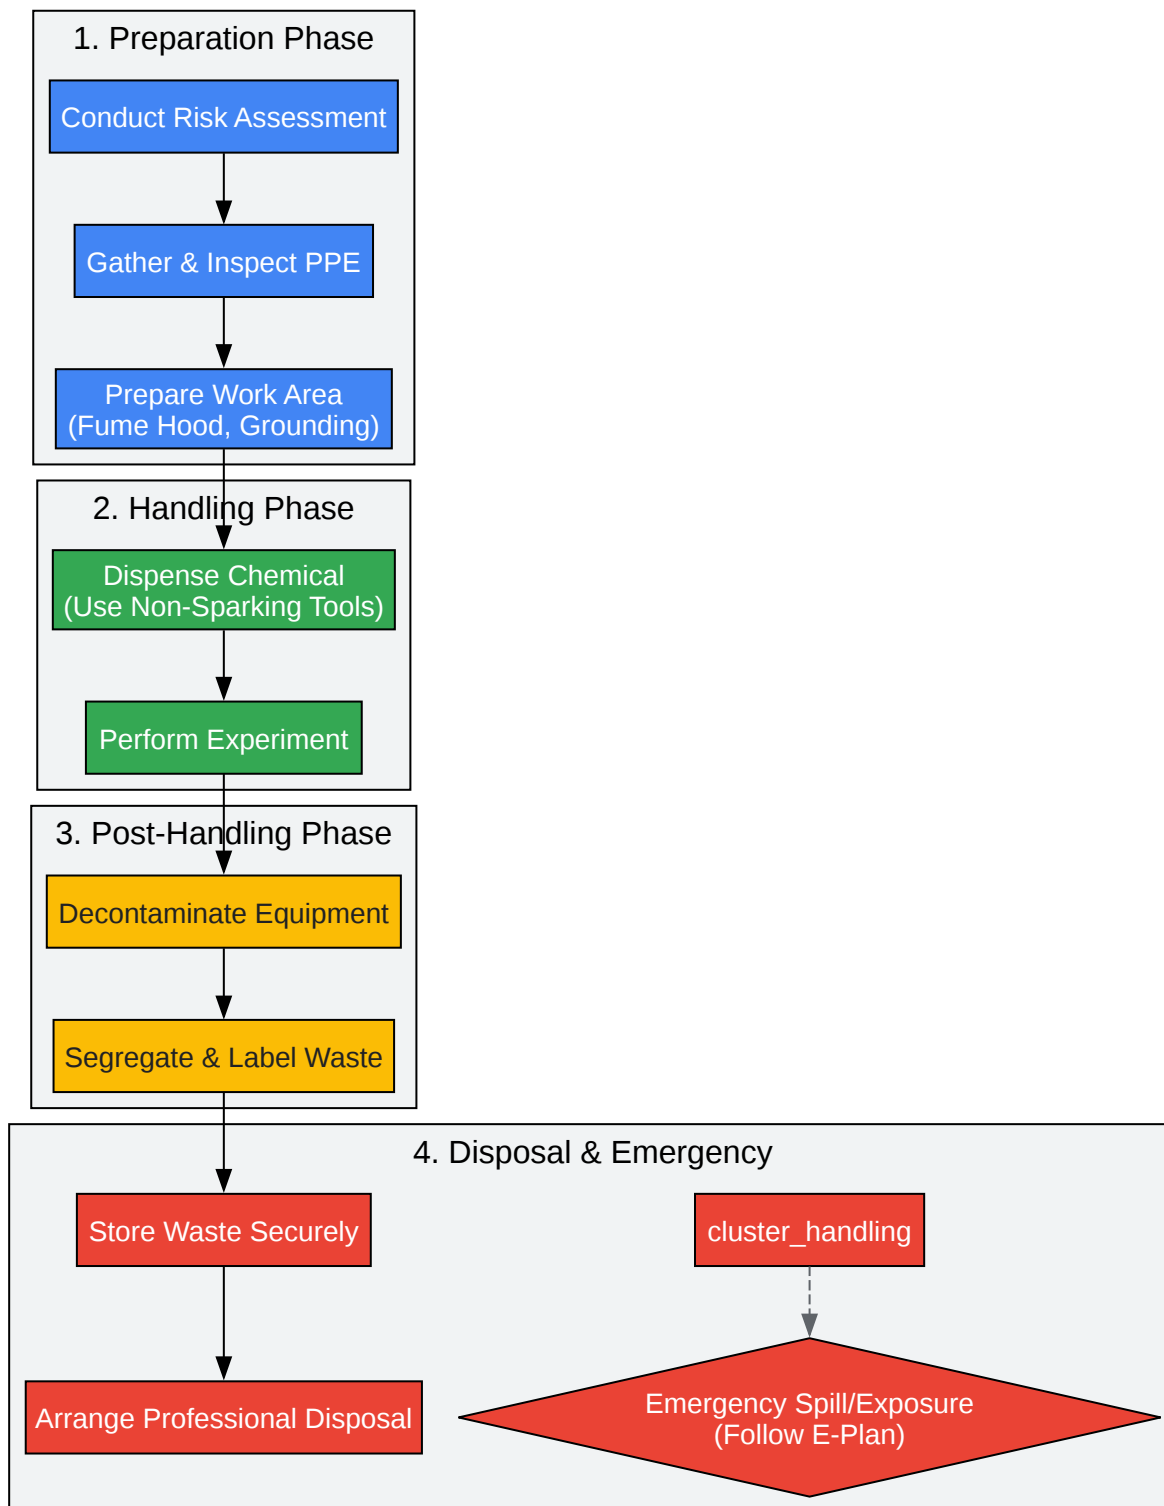 1. Preparation Phase
Conduct Risk Assessment
Gather & Inspect PPE
Prepare Work Area
(Fume Hood, Grounding)
2. Handling Phase
Dispense Chemical
(Use Non-Sparking Tools)
Perform Experiment
3. Post-Handling Phase
Decontaminate Equipment
Segregate & Label Waste
4. Disposal & Emergency
Store Waste Securely
cluster_handling
Arrange Professional Disposal
Emergency Spill/Exposure
(Follow E-Plan)